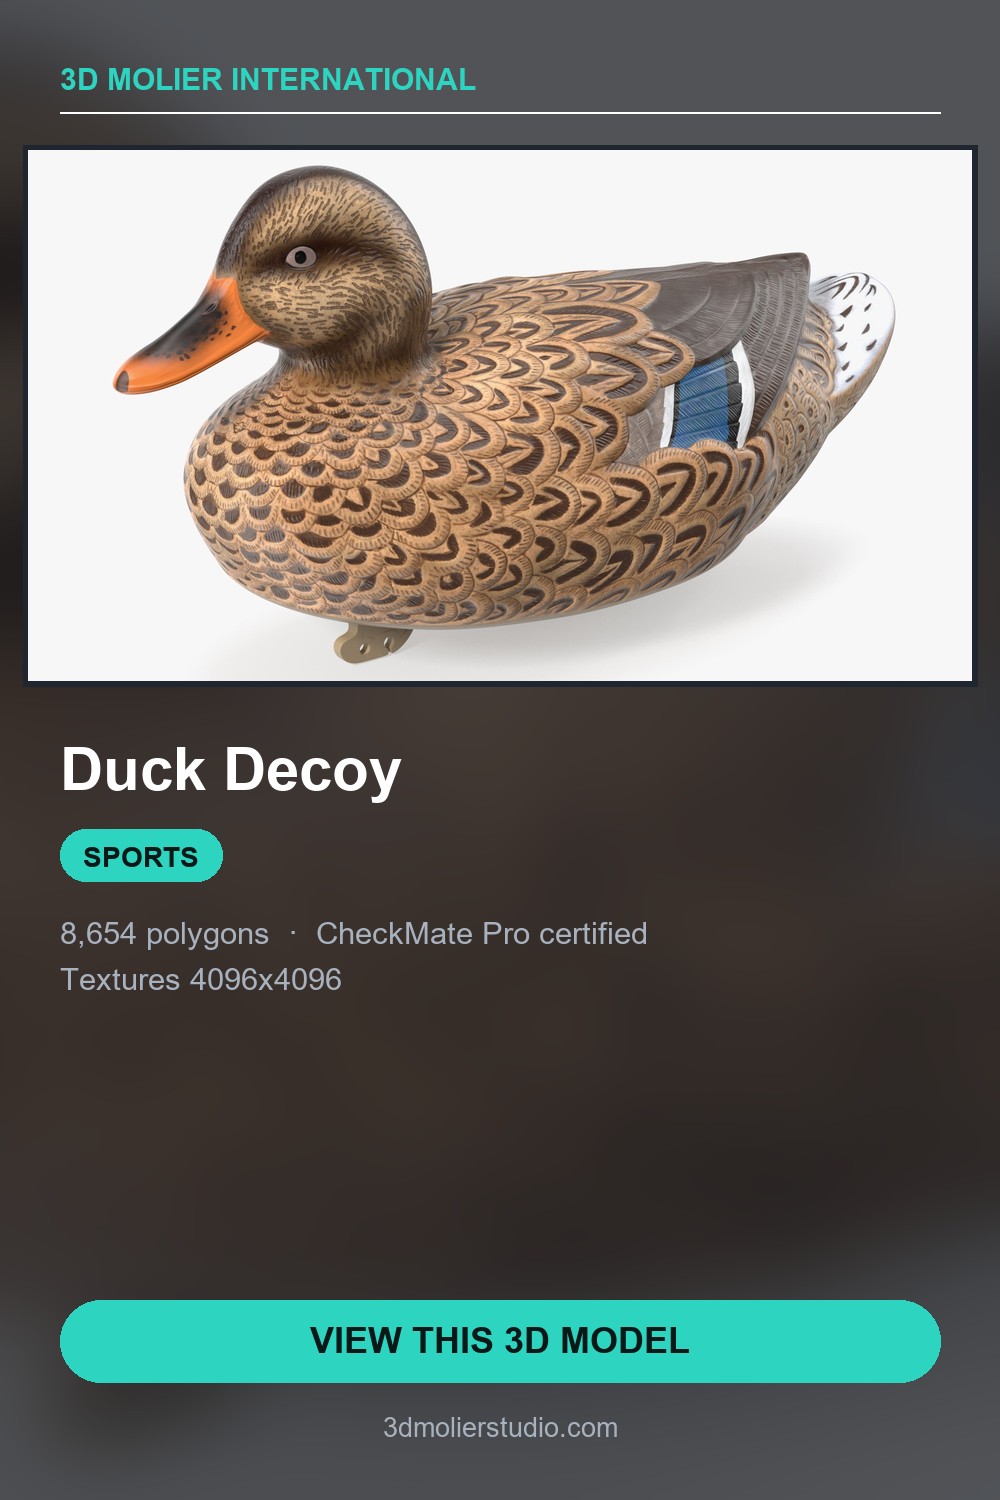 3D MOLIER INTERNATIONAL
Duck Decoy
SPORTS
8,654 polygons · CheckMate Pro certified
Textures 4096x4096
VIEW THIS 3D MODEL
3dmolierstudio.com